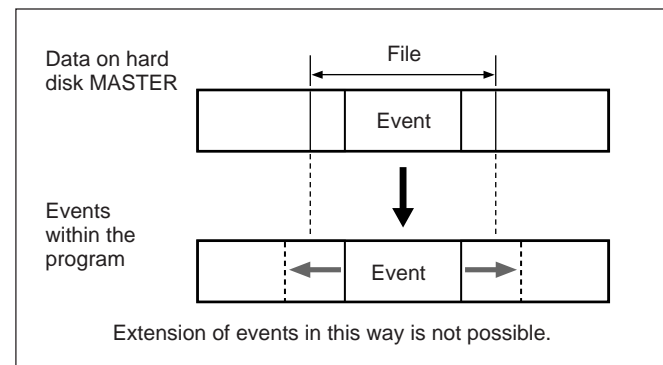 Data on hard
disk MASTER
File
Event
Events
within the
program
Event
Extension of events in this way is not possible.